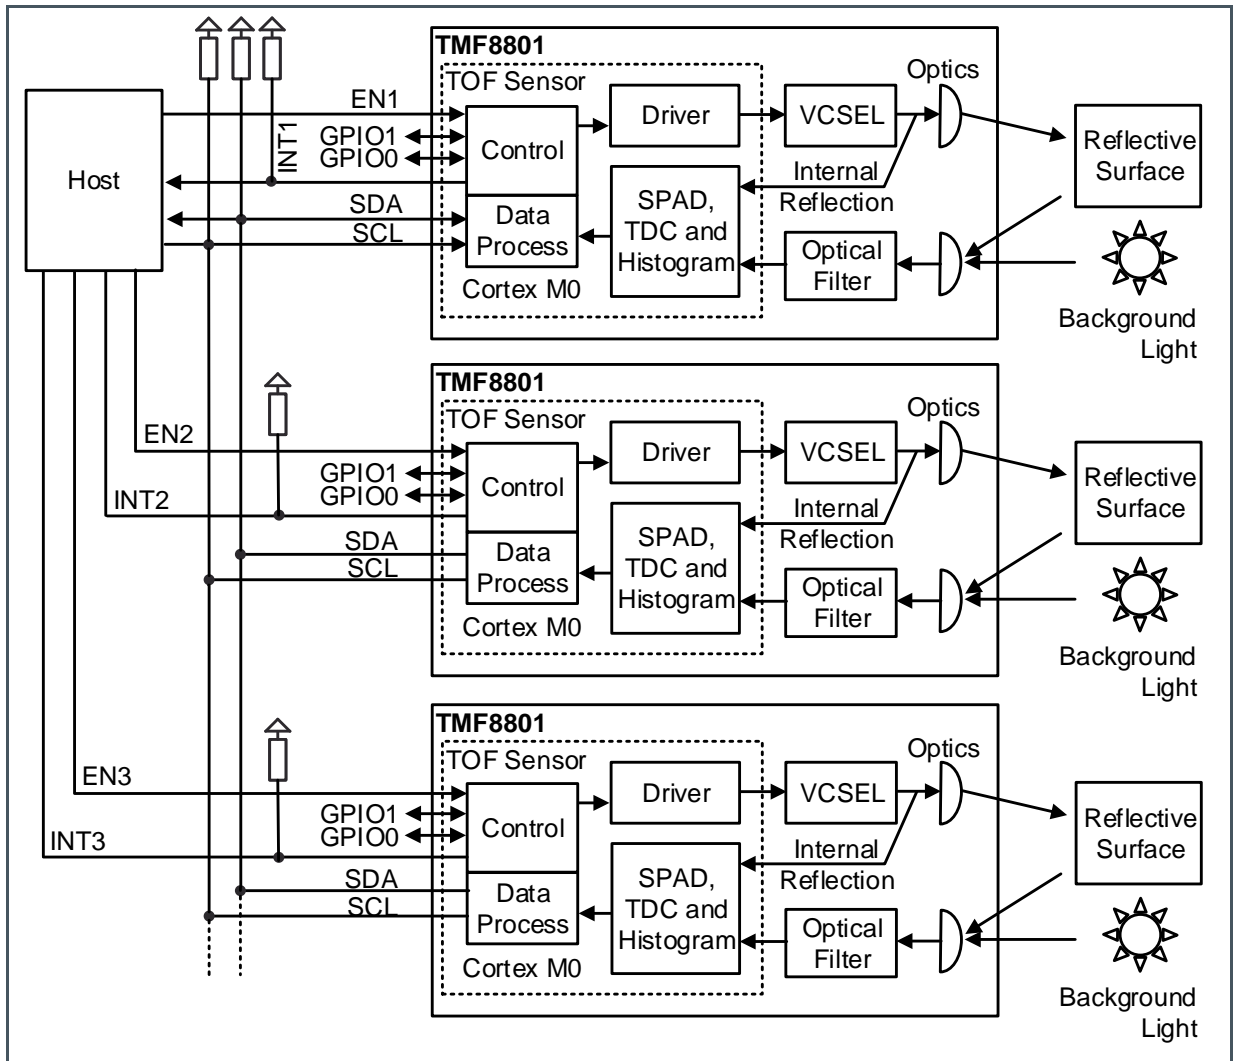 TMF8801
TOF Sensor
Optics
EN1
Driver
VCSEL
GPIO1
GPIO0
INT1
Control
Host
Reflective
Surface
Internal
Reflection
SDA
SCL
Data
Process
SPAD,
TDC and
Histogram
Optical
Filter
Cortex M0
Background
Light
TMF8801
TOF Sensor
Optics
EN2
Driver
VCSEL
GPIO1
GPIO0
Control
INT2
Reflective
Surface
Internal
Reflection
SDA
SCL
Data
Process
SPAD,
TDC and
Histogram
Optical
Filter
Cortex M0
Background
Light
TMF8801
TOF Sensor
Optics
EN3
Driver
VCSEL
GPIO1
GPIO0
Control
INT3
Reflective
Surface
Internal
Reflection
SDA
SCL
Data
Process
SPAD,
TDC and
Histogram
Optical
Filter
Cortex M0
Background
Light